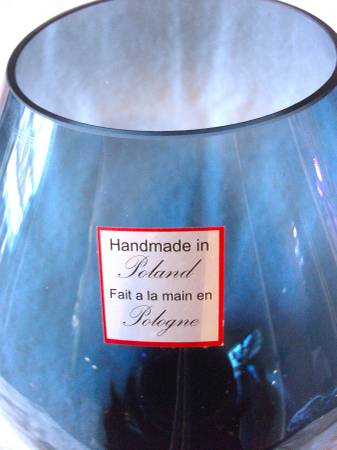 Handmade in
Poland
Fait a la main en
Pologne